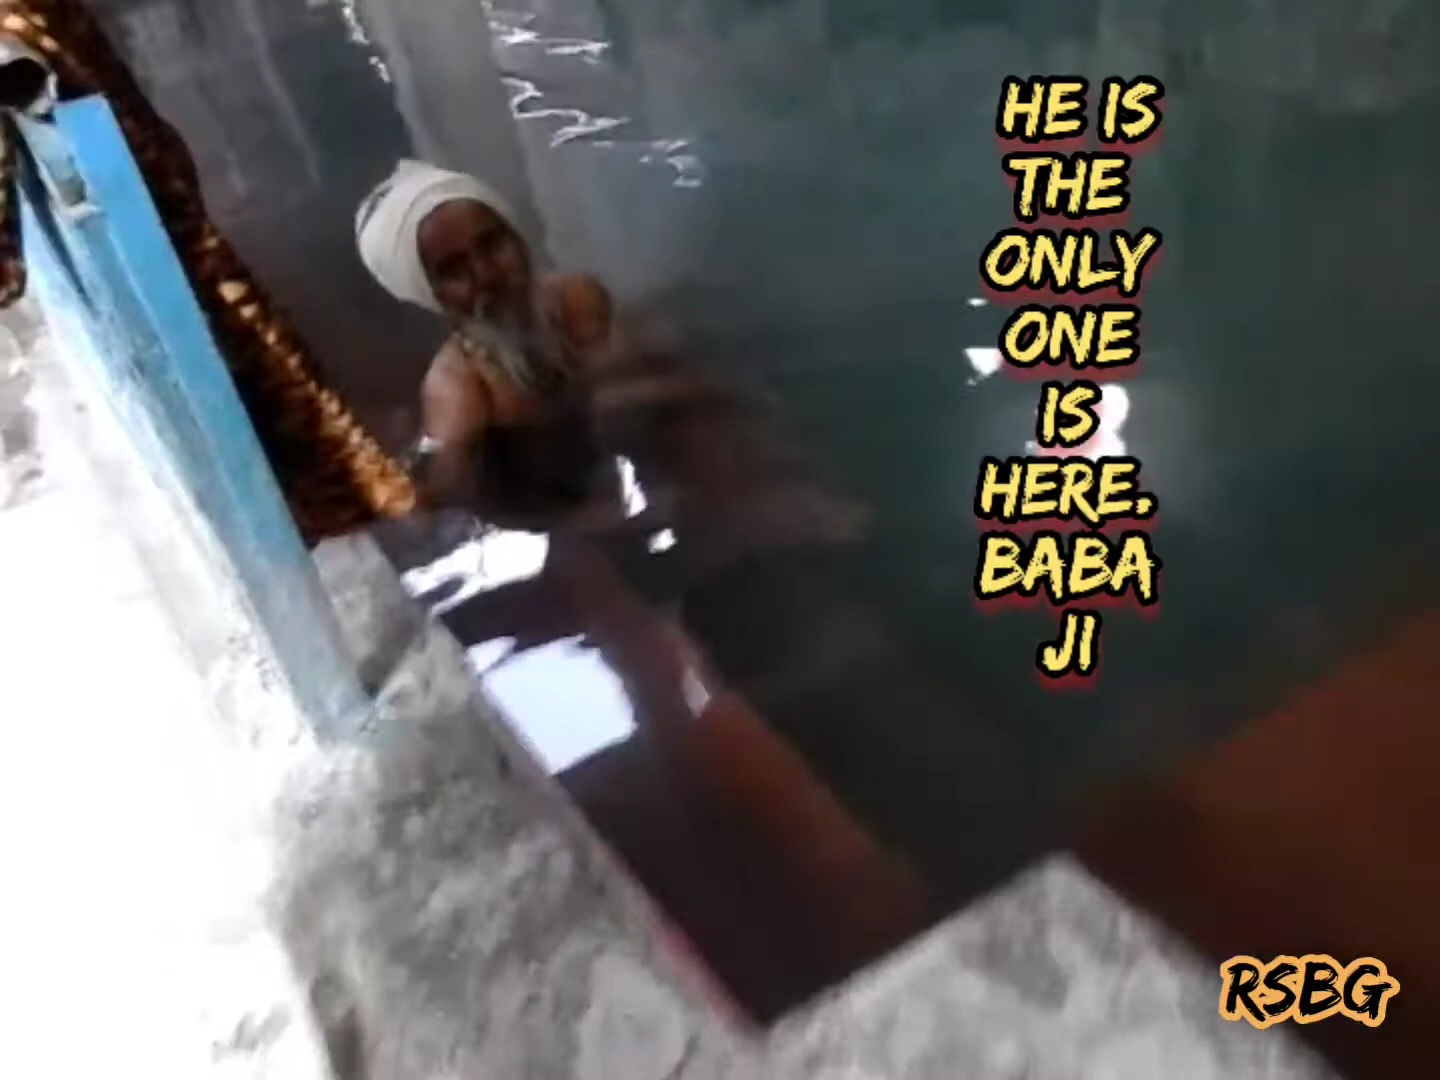 HE IS
THE
ONLY
ONE
IS
HERE.
BABA
JI
RSBG